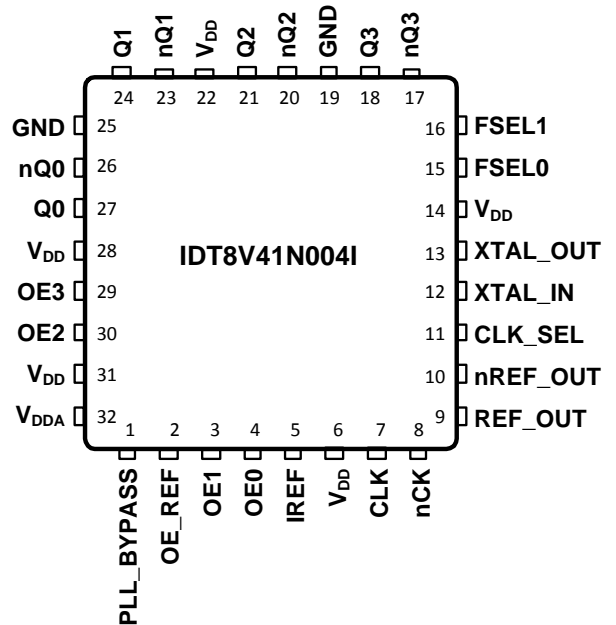 Q1
nQ1
VDD
Q2
nQ2
GND
Q3
nQ3
24
23
22
21
20
19
18
17
GND 25
nQ0 26
Q0 27
VDD 28
OE3 29
OE2 30
VDD 31
VDDA 32
IDT8V41N004I
16 FSEL1
15 FSEL0
14 VDD
13 XTAL_OUT
12 XTAL_IN
11 CLK_SEL
10 nREF_OUT
9 REF_OUT
1
2
3
4
5
6
7
8
PLL_BYPASS
OE_REF
OE1
OE0
IREF
VDD
CLK
nCK